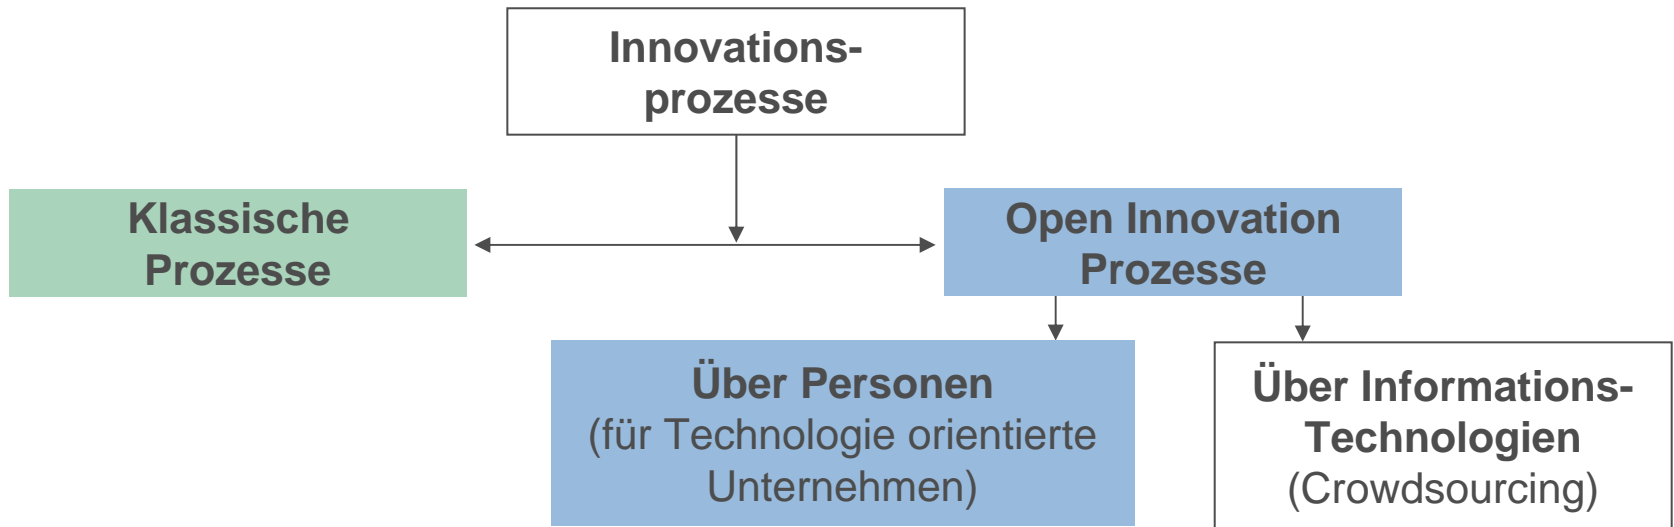 Innovations-
prozesse
Klassische
Prozesse
Open Innovation
Prozesse
Über Personen
(für Technologie orientierte
Unternehmen)
Über Informations-
Technologien
(Crowdsourcing)